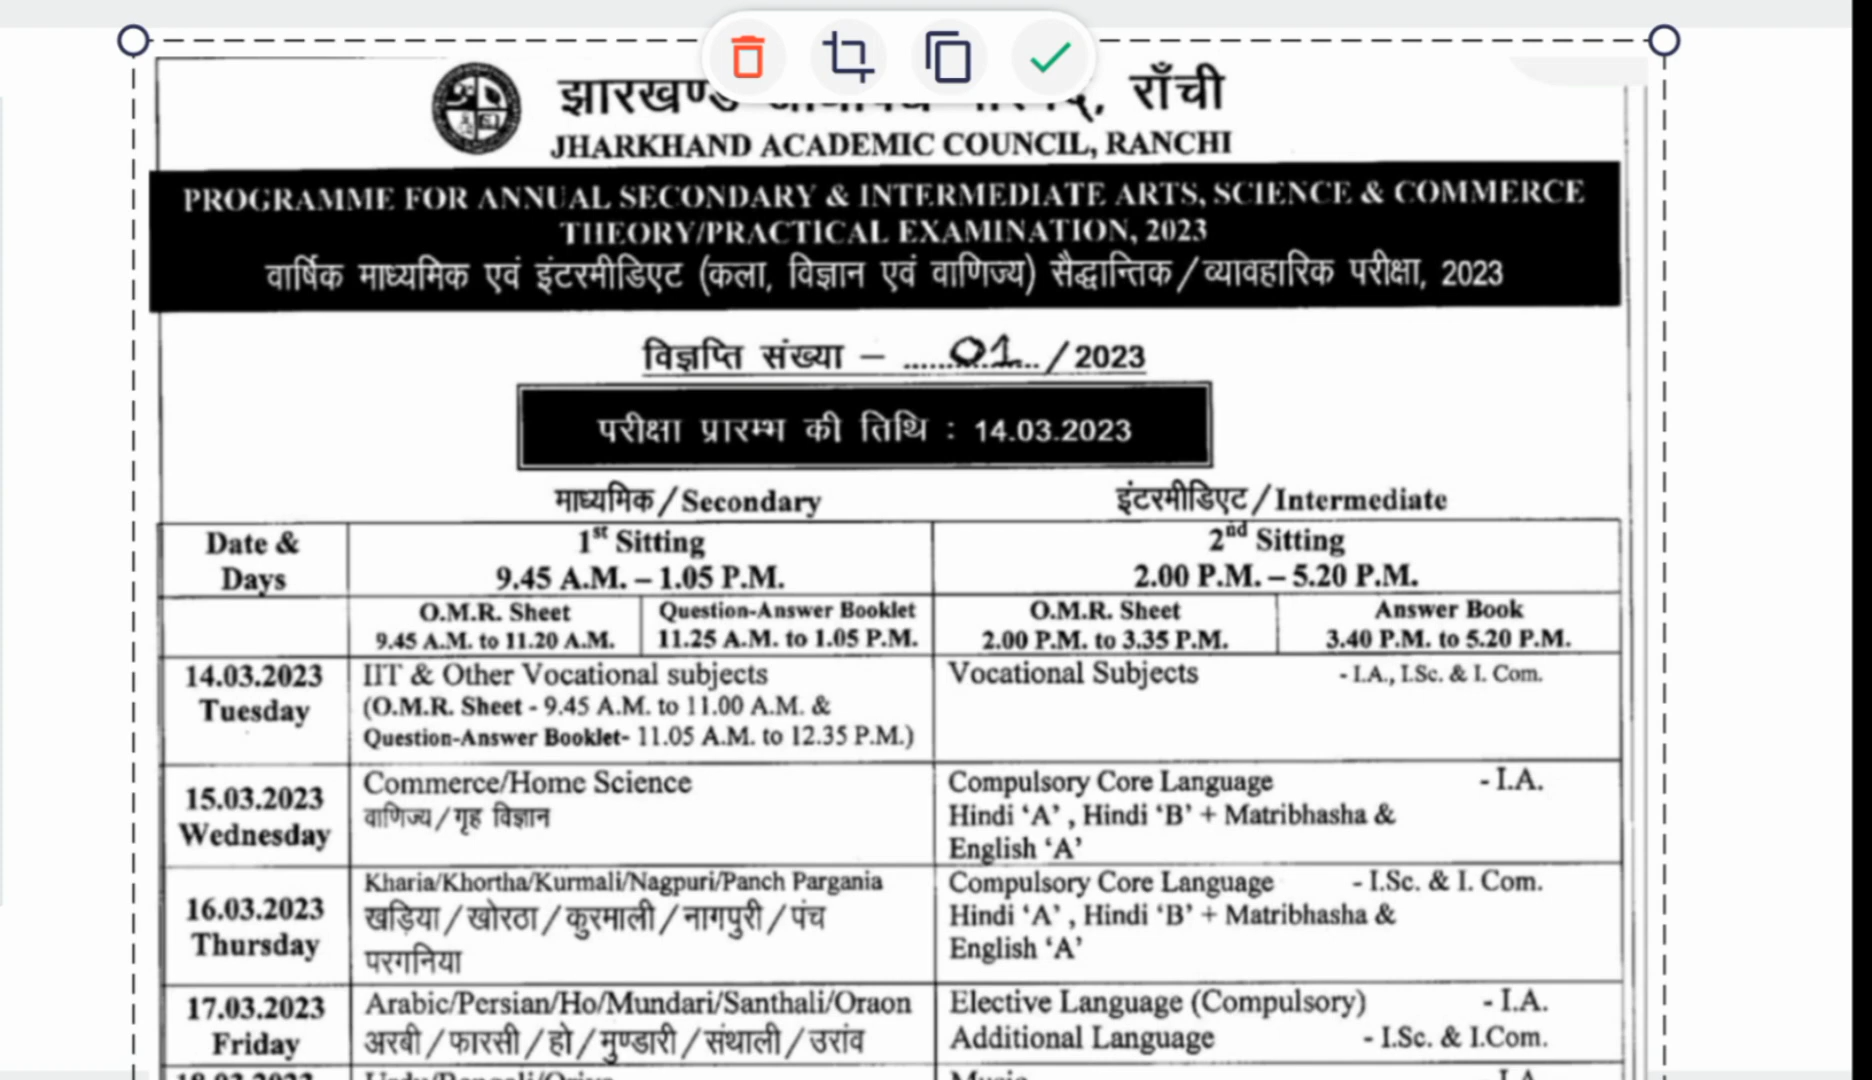 झारखण्ड राँची
JHARKHAND ACADEMIC COUNCIL, RANCHI
PROGRAMME FOR ANNUAL SECONDARY & INTERMEDIATE ARTS, SCIENCE & COMMERCE
THEORY/PRACTICAL EXAMINATION, 2023
वार्षिक माध्यमिक एवं इंटरमीडिएट (कला, विज्ञान एवं वाणिज्य) सैद्धान्तिक / व्यावहारिक परीक्षा, 2023
विज्ञप्ति संख्या – ......01... / 2023
परीक्षा प्रारम्भ की तिथि : 14.03.2023
माध्यमिक / Secondary इंटरमीडिएट / Intermediate
Date & Days 1st Sitting 2nd Sitting
9.45 A.M. – 1.05 P.M. 2.00 P.M. – 5.20 P.M.
O.M.R. Sheet Question-Answer Booklet O.M.R. Sheet Answer Book
9.45 A.M. to 11.20 A.M. 11.25 A.M. to 1.05 P.M. 2.00 P.M. to 3.35 P.M. 3.40 P.M. to 5.20 P.M.
14.03.2023 Tuesday
IIT & Other Vocational subjects
(O.M.R. Sheet - 9.45 A.M. to 11.00 A.M. &
Question-Answer Booklet- 11.05 A.M. to 12.35 P.M.)
Vocational Subjects - I.A., I.Sc. & I. Com.
15.03.2023 Wednesday
Commerce/Home Science
वाणिज्य / गृह विज्ञान
Compulsory Core Language - I.A.
Hindi ‘A’ , Hindi ‘B’ + Matribhasha &
English ‘A’
16.03.2023 Thursday
Kharia/Khortha/Kurmali/Nagpuri/Panch Pargania
खड़िया / खोरठा / कुरमाली / नागपुरी / पंच
परगनिया
Compulsory Core Language - I.Sc. & I. Com.
Hindi ‘A’ , Hindi ‘B’ + Matribhasha &
English ‘A’
17.03.2023 Friday
Arabic/Persian/Ho/Mundari/Santhali/Oraon
अरबी / फारसी / हो / मुण्डारी / संथाली / उरांव
Elective Language (Compulsory) - I.A.
Additional Language - I.Sc. & I.Com.